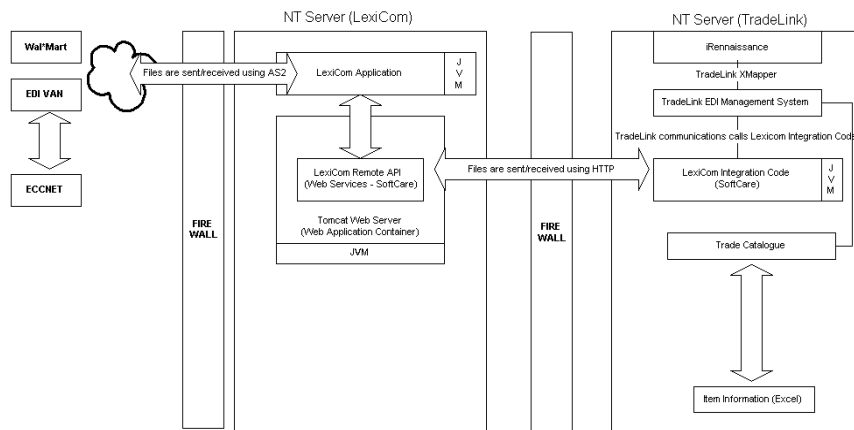 NT Server (LexiCom)
NT Server (TradeLink)
Wal*Mart
EDI VAN
ECCNET
Files are sent/received using AS2
FIRE
WALL
LexiCom Application
J
V
M
LexiCom Remote API
(Web Services - SoftCare)
Tomcat Web Server
(Web Application Container)
JVM
Files are sent/received using HTTP
FIRE
WALL
iRennaissance
TradeLink XMapper
TradeLink EDI Management System
TradeLink communications calls Lexicom Integration Code
LexiCom Integration Code
(SoftCare)
J
V
M
Trade Catalogue
Item Information (Excel)